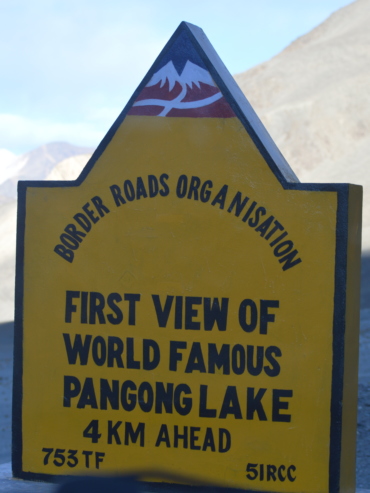 BORDER ROADS ORGANISATION
FIRST VIEW OF
WORLD FAMOUS
PANGONG LAKE
4 KM AHEAD
753 TF 51RCC